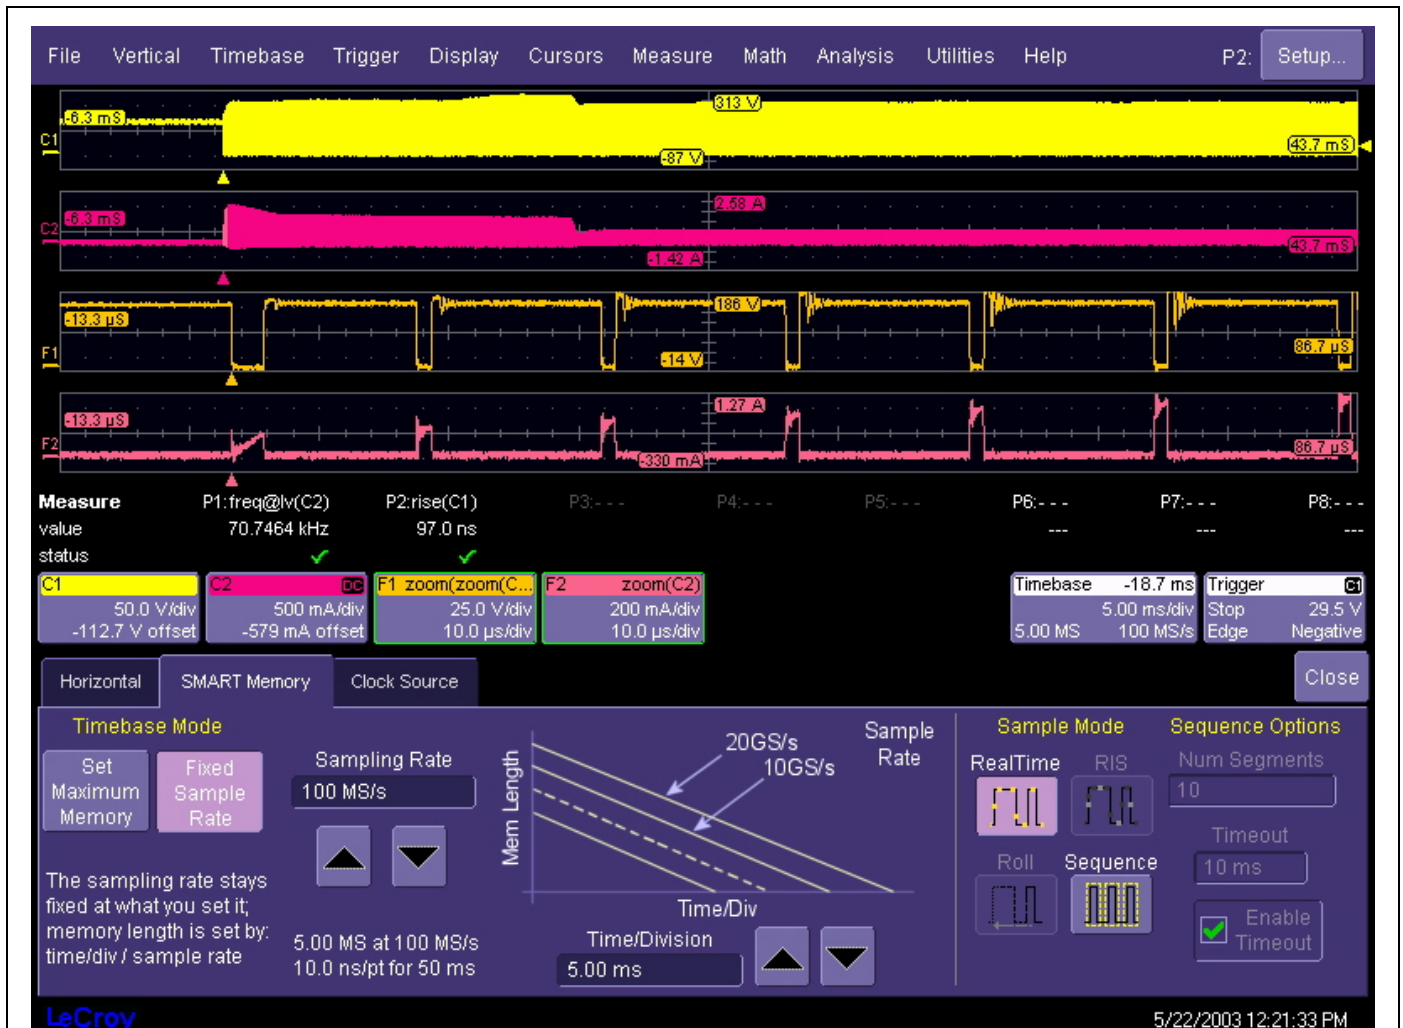 File Vertical Timebase Trigger Display Cursors Measure Math Analysis Utilities Help P2: Setup...
-6.3 mS 313 V
C1 43.7 mS
-87 V
-6.3 mS 2.58 A
C2 43.7 mS
-1.42 A
-13.3 µS 186 V
F1 -14 V 86.7 µS
-13.3 µS 1.27 A
F2 -330 mA 86.7 µS
Measure P1:freq@lv(C2) P2:rise(C1) P3:- - - P4:- - - P5:- - - P6:- - - P7:- - - P8:- - -
value 70.7464 kHz 97.0 ns --- --- ---
status
C1 C2 DC F1 zoom(zoom(C... F2 zoom(C2) Timebase -18.7 ms Trigger C1
50.0 V/div 500 mA/div 25.0 V/div 200 mA/div 5.00 ms/div Stop 29.5 V
-112.7 V offset -579 mA offset 10.0 µs/div 10.0 µs/div 5.00 MS 100 MS/s Edge Negative
Horizontal SMART Memory Clock Source Close
Timebase Mode
Set Maximum Memory
Fixed Sample Rate
The sampling rate stays
fixed at what you set it;
memory length is set by:
time/div / sample rate
Sampling Rate
100 MS/s
5.00 MS at 100 MS/s
10.0 ns/pt for 50 ms
Mem Length
20GS/s
10GS/s
Sample
Rate
Time/Div
Time/Division
5.00 ms
Sample Mode
RealTime RIS
Roll Sequence
Sequence Options
Num Segments
10
Timeout
10 ms
Enable
Timeout
LeCroy
5/22/2003 12:21:33 PM